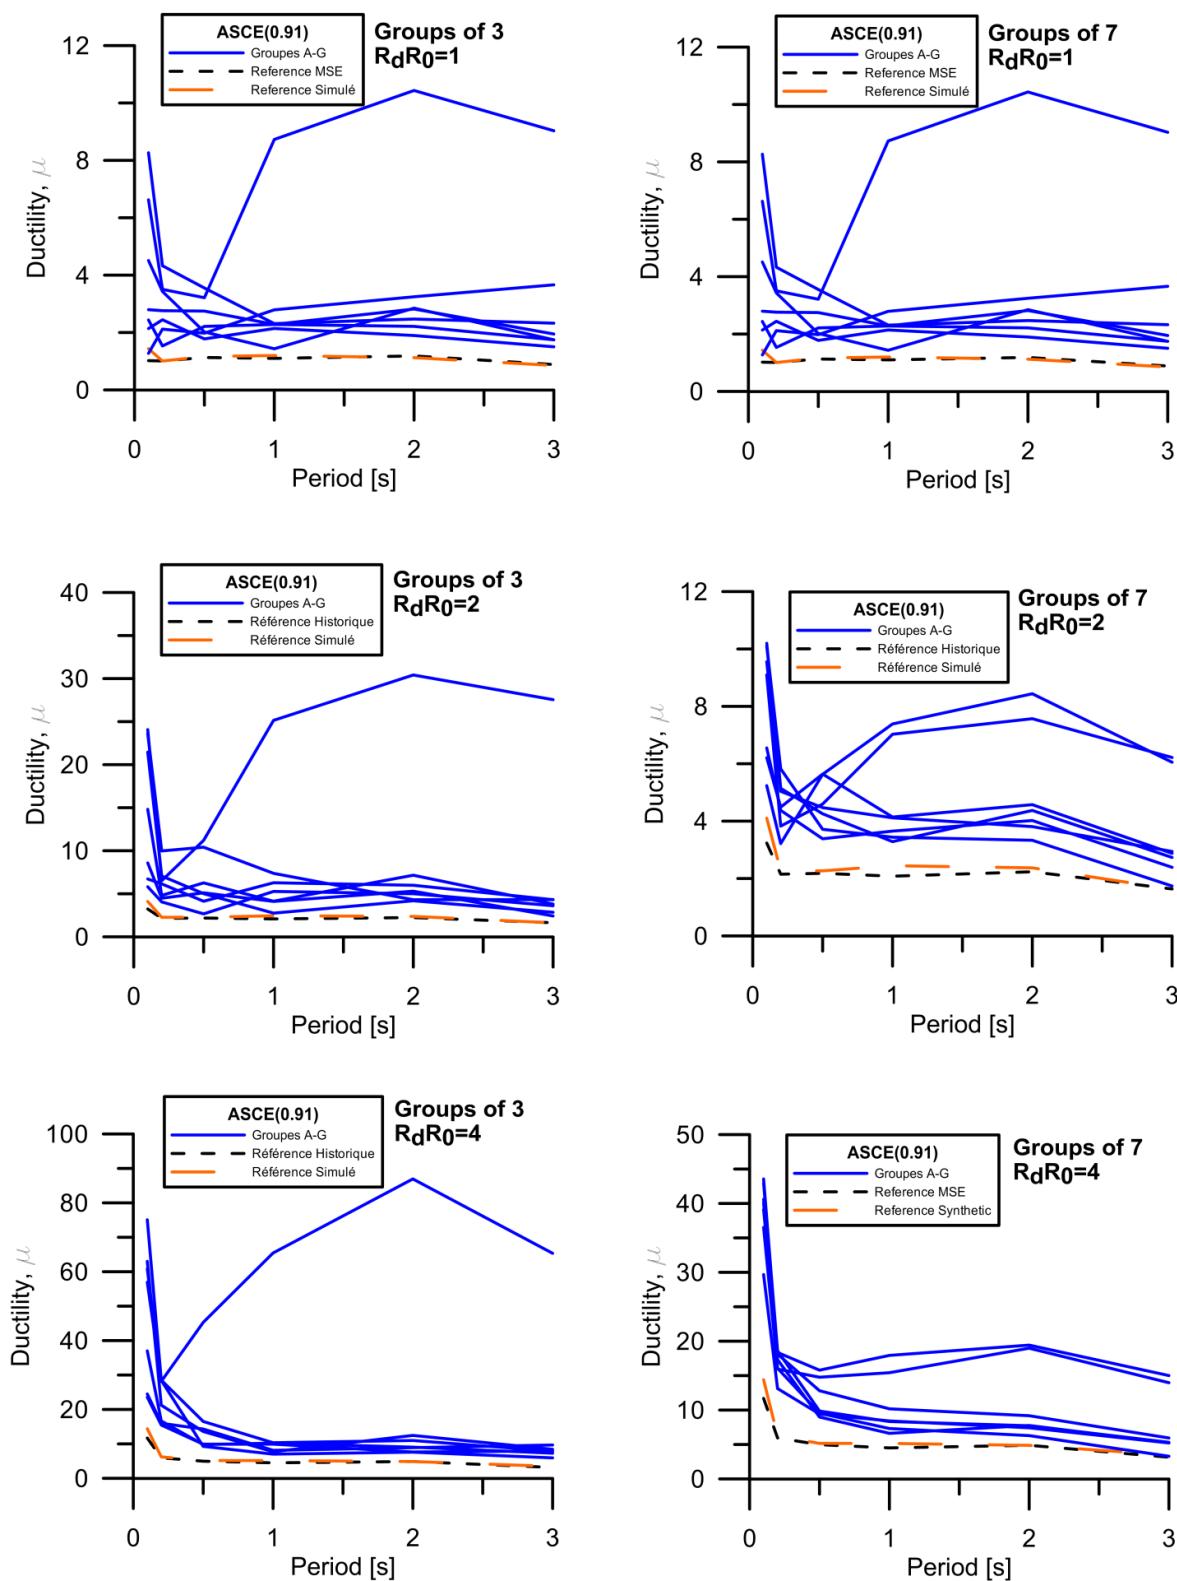 ASCE(0.91)
Groupes A-G
Reference MSE
Reference Simulé
Groups of 3
RdR0=1
12
8
4
0
Ductility, μ
0 1 2 3
Period [s]
ASCE(0.91)
Groupes A-G
Reference MSE
Reference Simulé
Groups of 7
RdR0=1
12
8
4
0
Ductility, μ
0 1 2 3
Period [s]
ASCE(0.91)
Groupes A-G
Référence Historique
Référence Simulé
Groups of 3
RdR0=2
40
30
20
10
0
Ductility, μ
0 1 2 3
Period [s]
ASCE(0.91)
Groupes A-G
Référence Historique
Référence Simulé
Groups of 7
RdR0=2
12
8
4
0
Ductility, μ
0 1 2 3
Period [s]
ASCE(0.91)
Groupes A-G
Référence Historique
Référence Simulé
Groups of 3
RdR0=4
100
80
60
40
20
0
Ductility, μ
0 1 2 3
Period [s]
ASCE(0.91)
Groupes A-G
Reference MSE
Reference Synthetic
Groups of 7
RdR0=4
50
40
30
20
10
0
Ductility, μ
0 1 2 3
Period [s]